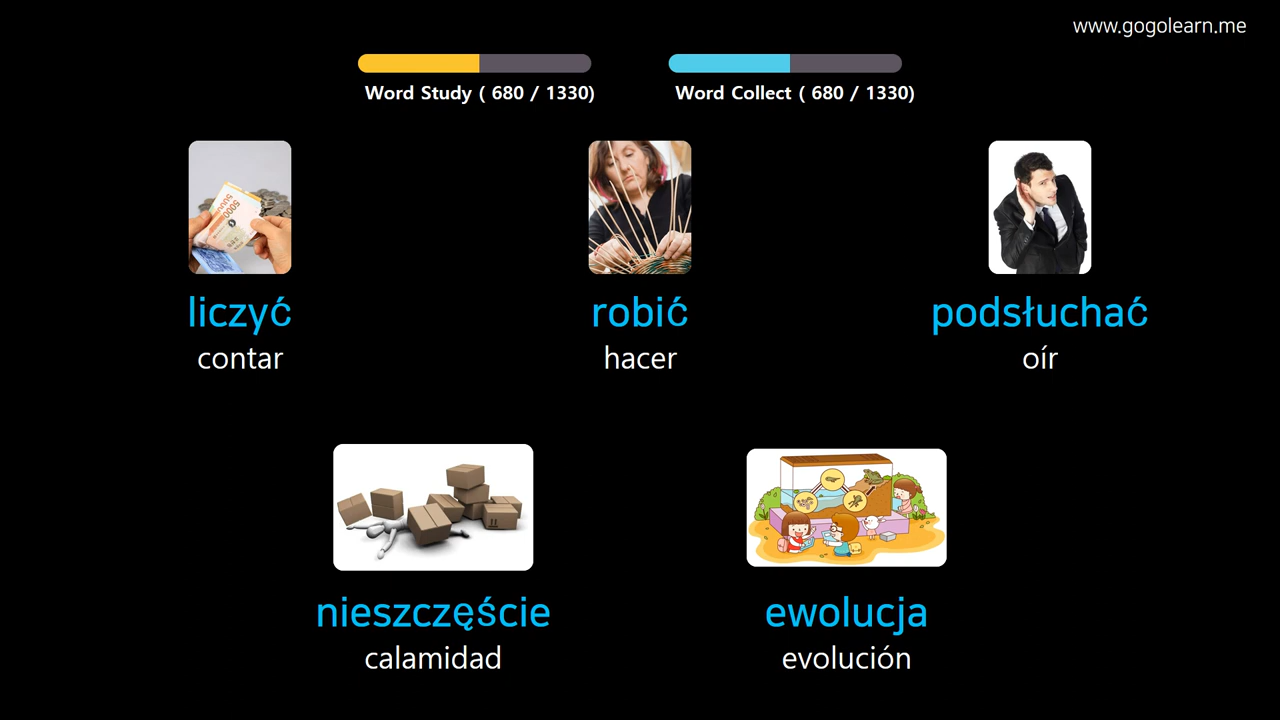 www.gogolearn.me
Word Study ( 680 / 1330)
Word Collect ( 680 / 1330)
liczyć
contar
robić
hacer
podsłuchać
oír
nieszczęście
calamidad
ewolucja
evolución